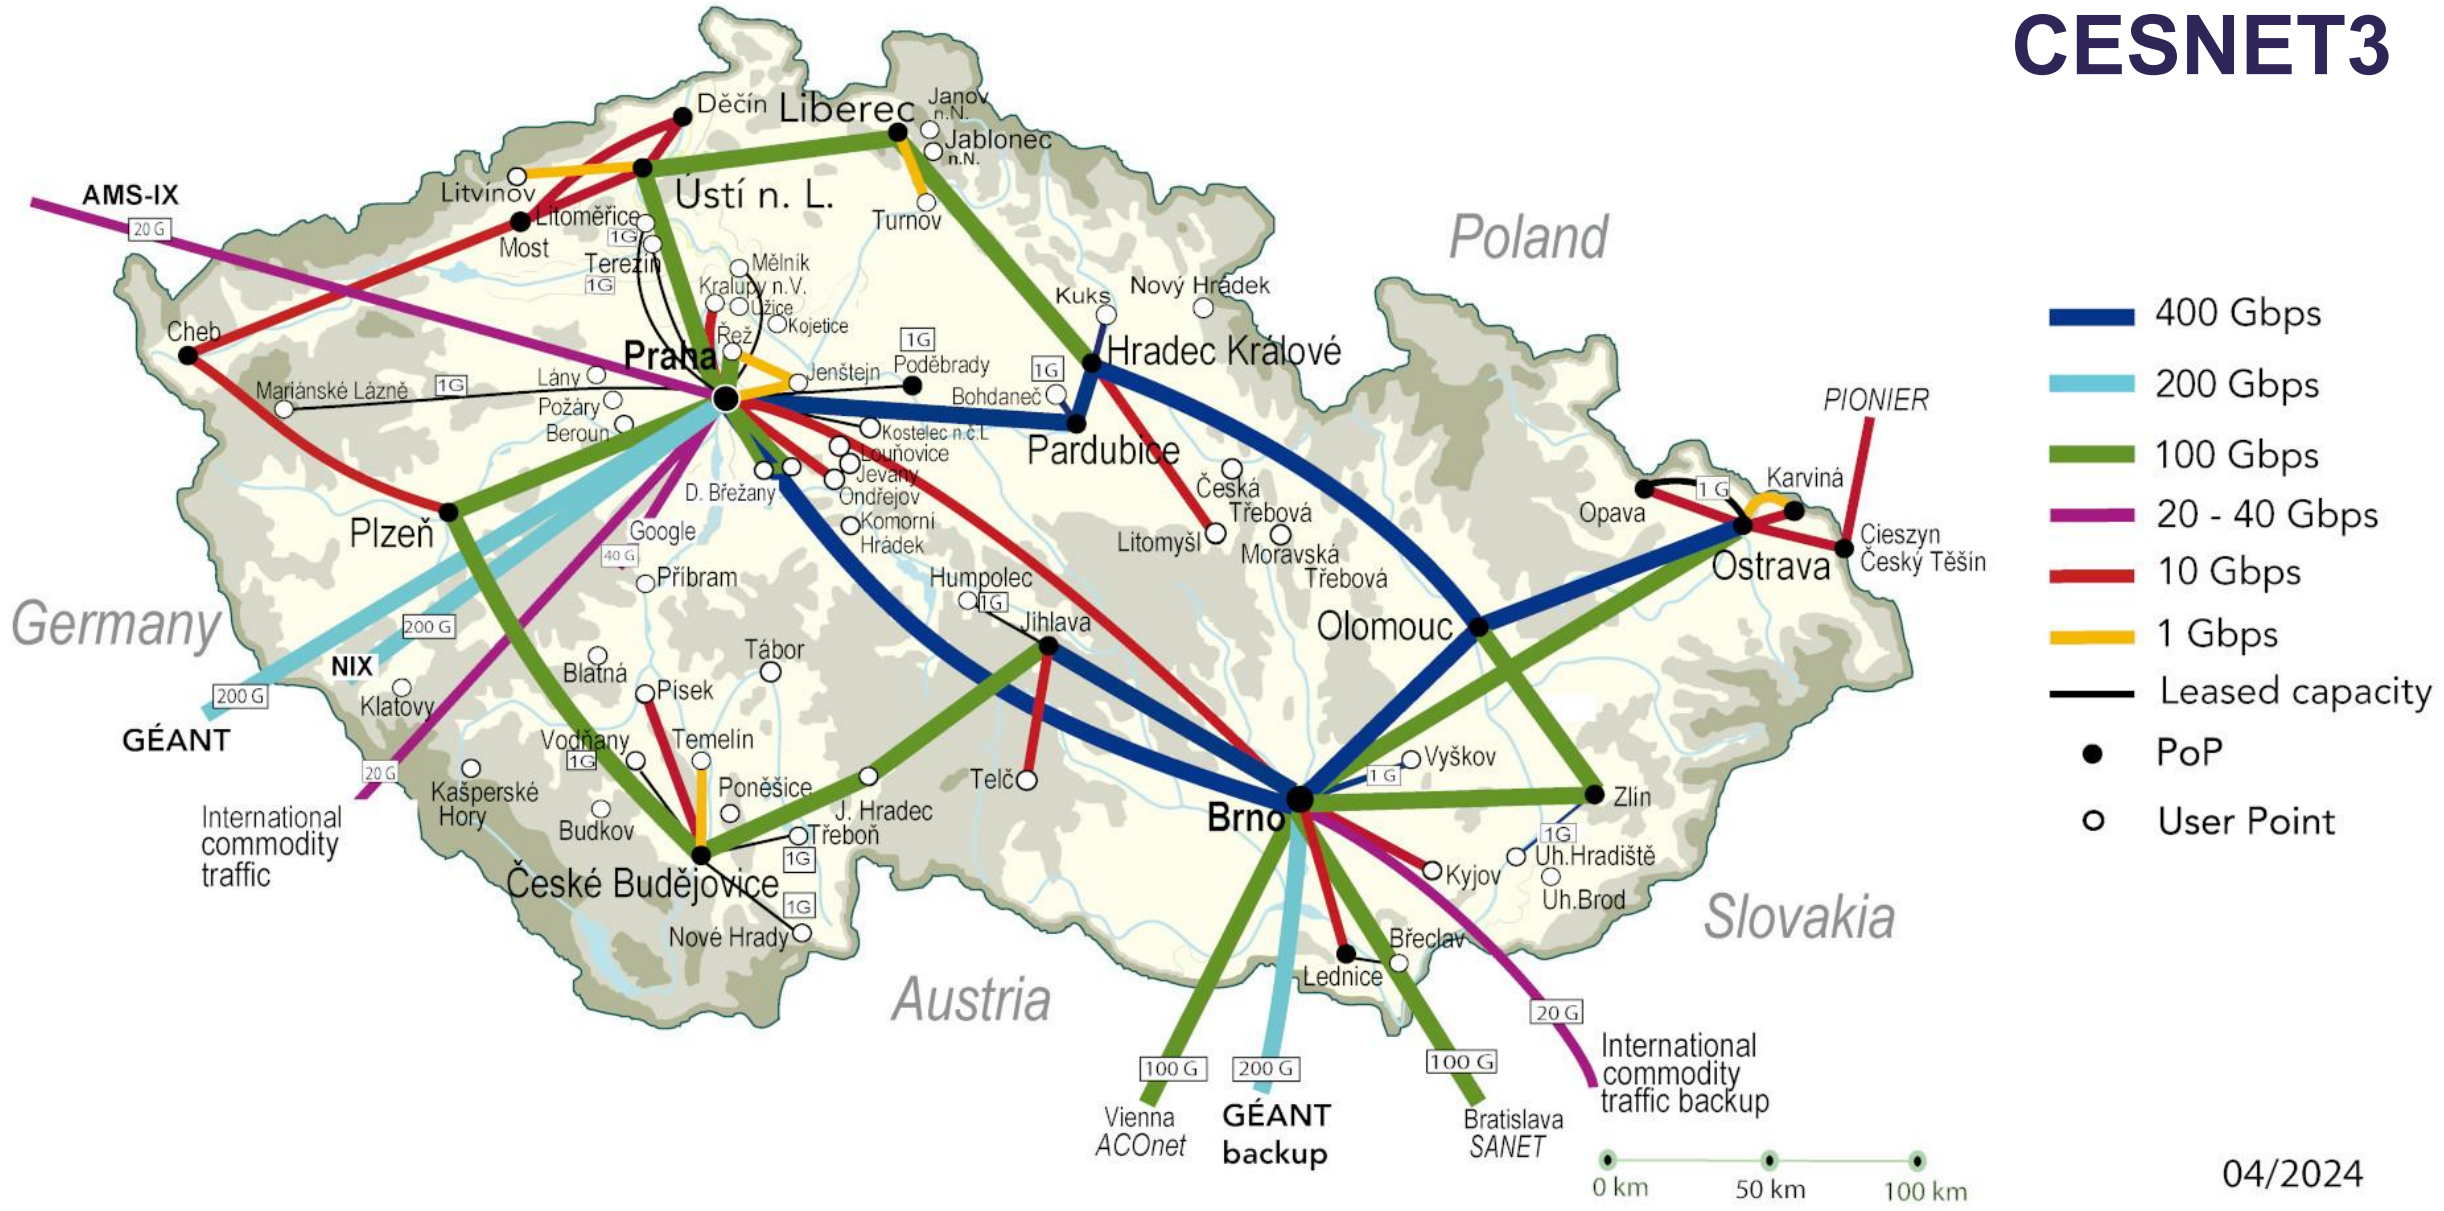 CESNET3
Děčín
Liberec
Janov
n.N.
Jablonec
n.N.
Litvínov
Ústí n. L.
AMS-IX
20 G
Litoměřice
1G
Most
Turnov
Terezín
1G
Mělník
Kralupy n.V.
Úžice
Kojetice
Řež
Praha
Cheb
Poland
Kuks
Nový Hrádek
Hradec Králové
1G
Poděbrady
Jenštejn
1G
Bohdaneč
Pardubice
Mariánské Lázně
1G
Lány
Požáry
Beroun
Kostelec n.č.L
Louňovice
Jevany
Ondřejov
D. Břežany
Komorní
Hrádek
Plzeň
Google
40 G
Příbram
Česká
Třebová
Litomyšl
Moravská
Třebová
PIONIER
Karviná
1 G
Opava
Ostrava
Cieszyn
Český Těšín
Germany
200 G
NIX
200 G
GÉANT
Klatovy
20 G
International
commodity
traffic
Humpolec
1G
Jihlava
Olomouc
Tábor
Blatná
Písek
Vodňany
1G
Temelín
Poněšice
J. Hradec
Telč
Kašperské
Hory
Budkov
Třeboň
1G
České Budějovice
1G
Nové Hrady
Vyškov
1 G
Brno
Zlín
1G
Uh.Hradiště
Uh.Brod
Kyjov
Břeclav
Lednice
Slovakia
Austria
20 G
100 G
200 G
100 G
International
commodity
traffic backup
Vienna
ACOnet
GÉANT
backup
Bratislava
SANET
400 Gbps
200 Gbps
100 Gbps
20 - 40 Gbps
10 Gbps
1 Gbps
Leased capacity
PoP
User Point
0 km
50 km
100 km
04/2024